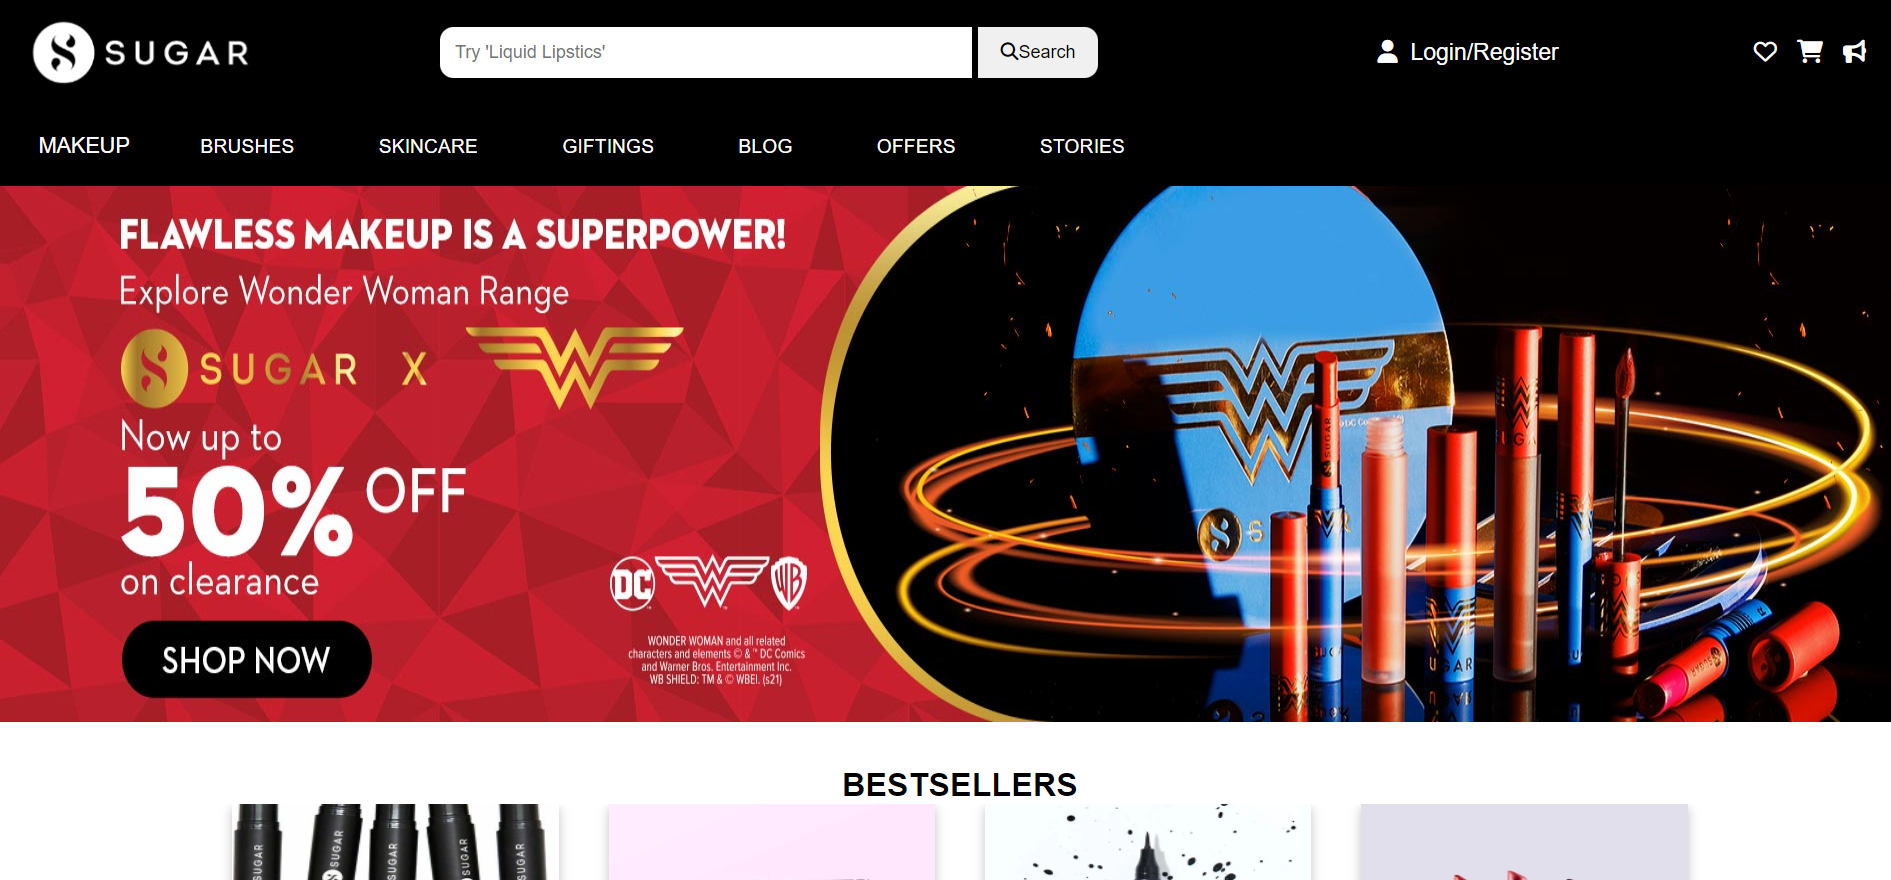 SUGAR
Try 'Liquid Lipstics'
Search
Login/Register
MAKEUP BRUSHES SKINCARE GIFTINGS BLOG OFFERS STORIES
FLAWLESS MAKEUP IS A SUPERPOWER!
Explore Wonder Woman Range
SUGAR X
Now up to
50% OFF
on clearance
SHOP NOW
DC
WB
WONDER WOMAN and all related
characters and elements © & ™ DC Comics
and Warner Bros. Entertainment Inc.
WB SHIELD: TM & © WBEI. (s21)
SUGAR
UGAR
BESTSELLERS
SUGAR
SUGAR
SUGAR
SUGAR
SUGAR